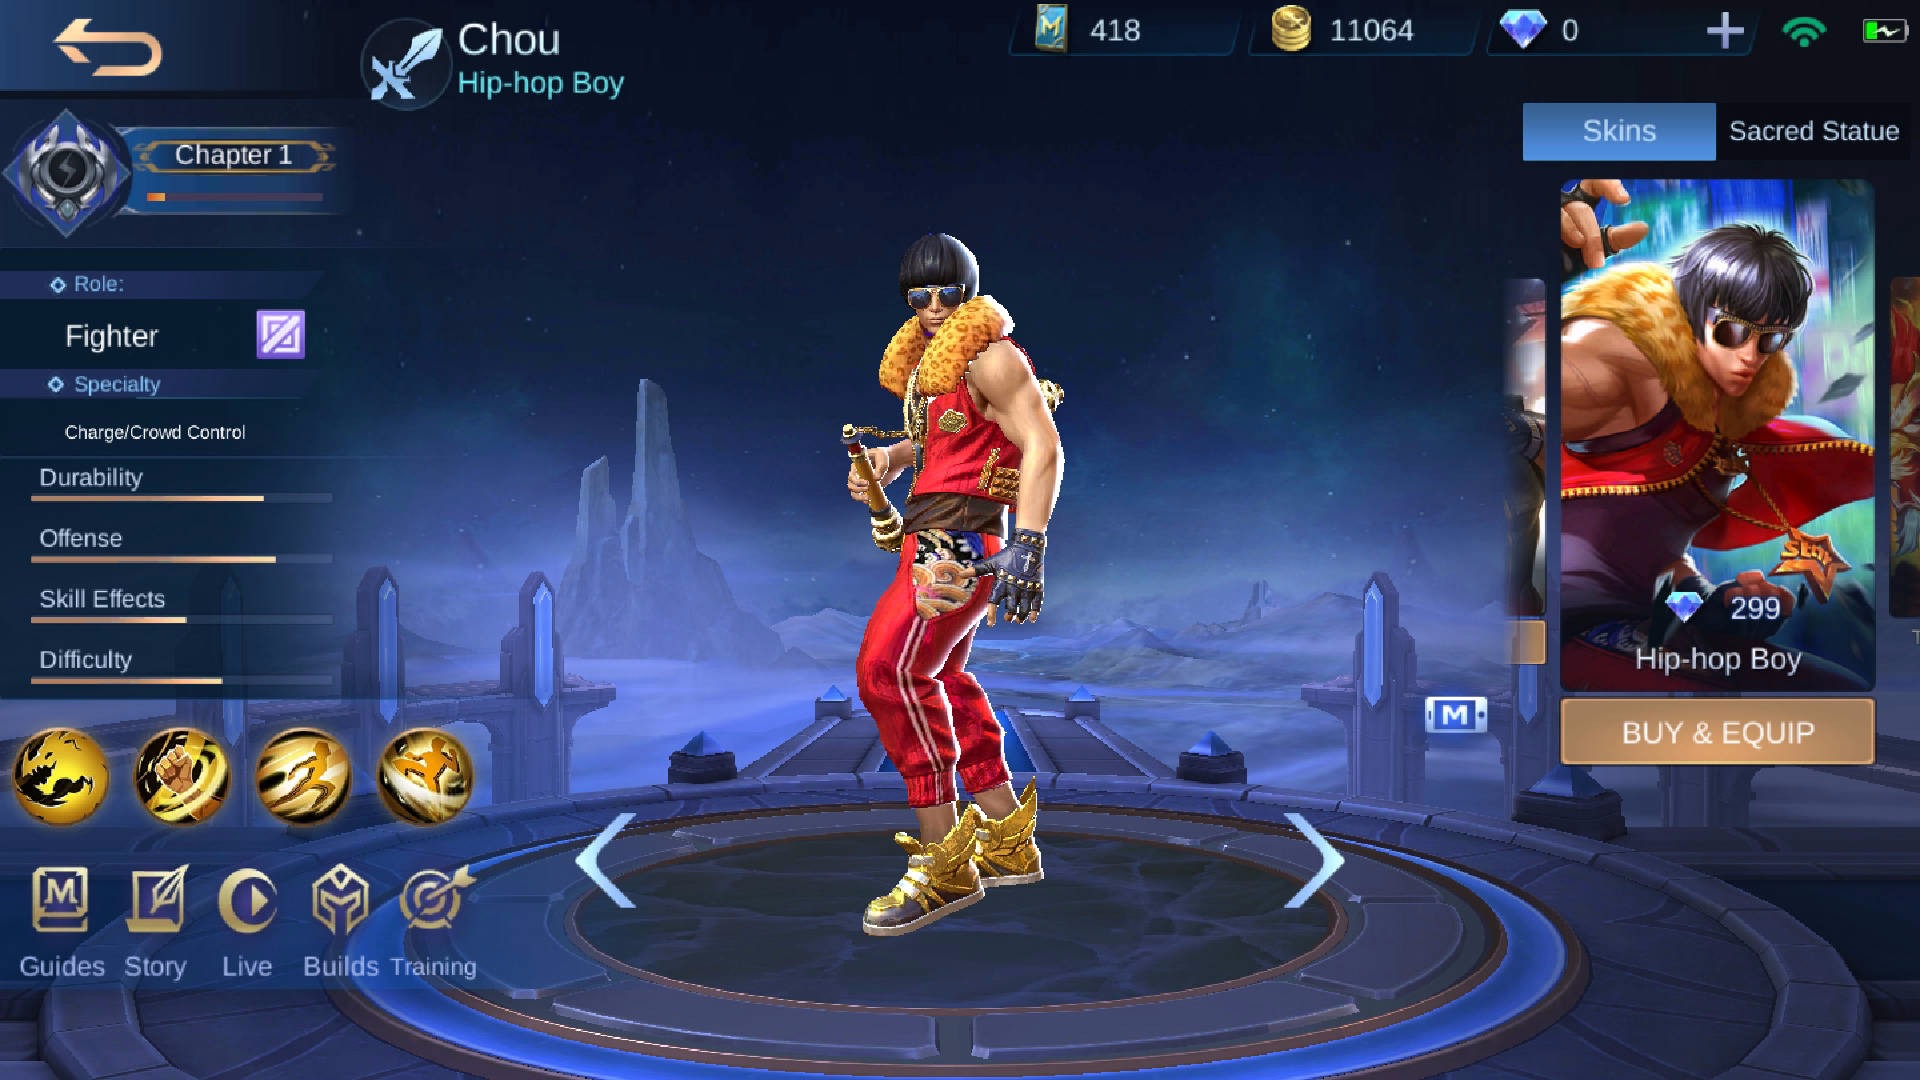 Chou
Hip-hop Boy
418
11064
0
Chapter 1
Skins
Sacred Statue
Role:
Fighter
Specialty
Charge/Crowd Control
Durability
Offense
Skill Effects
Difficulty
M
299
Hip-hop Boy
BUY & EQUIP
Guides
Story
Live
Builds
Training